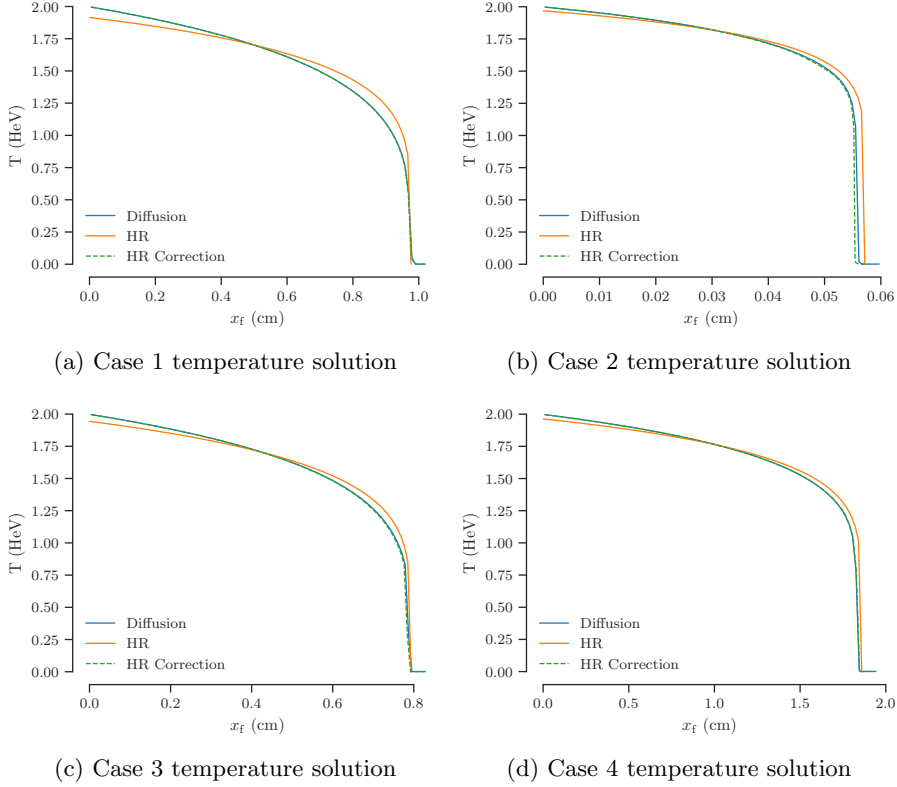 2.00
1.75
1.50
1.25
1.00
0.75
0.50
0.25
0.00
T (HeV)
Diffusion
HR
HR Correction
0.0 0.2 0.4 0.6 0.8 1.0
x_f (cm)
(a) Case 1 temperature solution
2.00
1.75
1.50
1.25
1.00
0.75
0.50
0.25
0.00
T (HeV)
Diffusion
HR
HR Correction
0.00 0.01 0.02 0.03 0.04 0.05 0.06
x_f (cm)
(b) Case 2 temperature solution
2.00
1.75
1.50
1.25
1.00
0.75
0.50
0.25
0.00
T (HeV)
Diffusion
HR
HR Correction
0.0 0.2 0.4 0.6 0.8
x_f (cm)
(c) Case 3 temperature solution
2.00
1.75
1.50
1.25
1.00
0.75
0.50
0.25
0.00
T (HeV)
Diffusion
HR
HR Correction
0.0 0.5 1.0 1.5 2.0
x_f (cm)
(d) Case 4 temperature solution